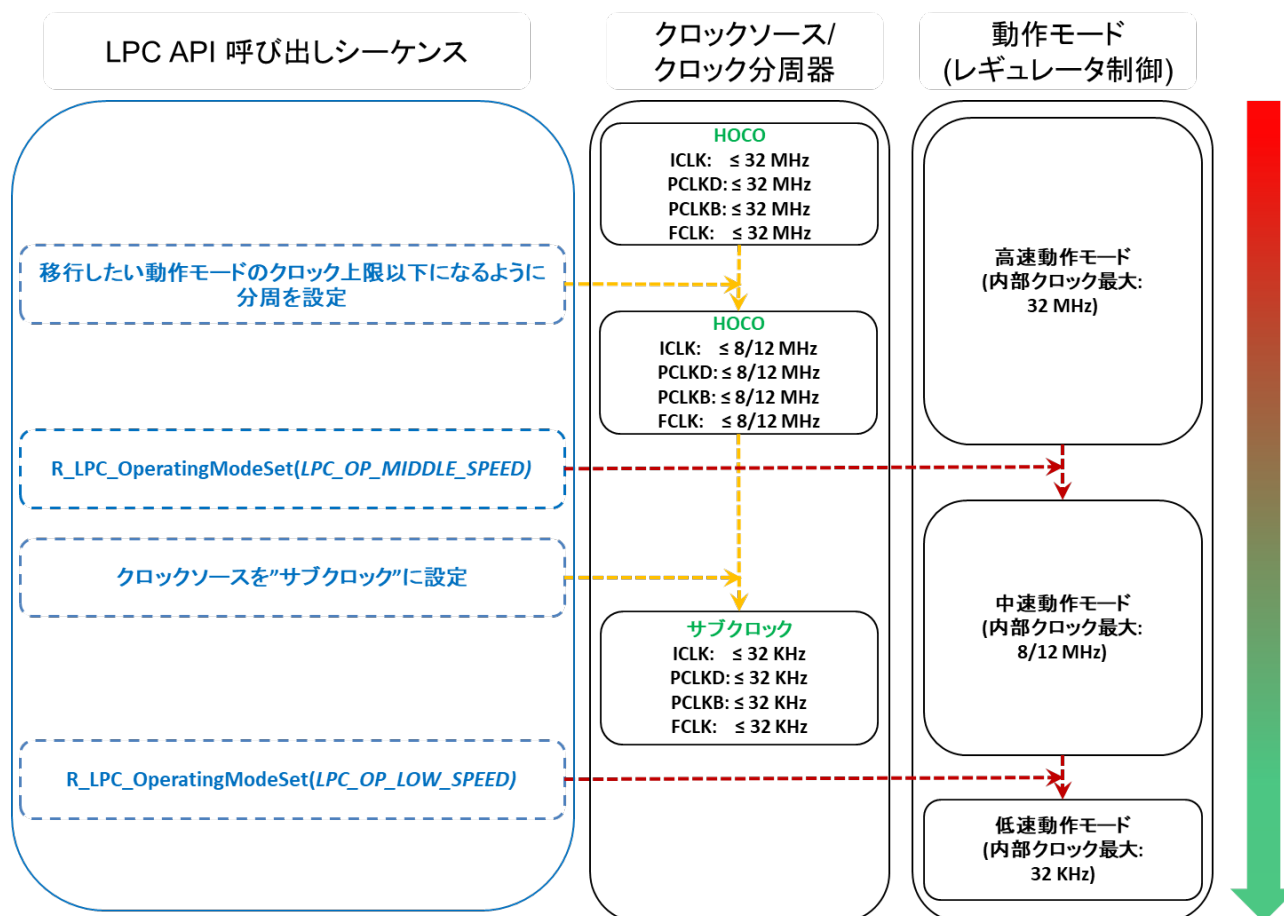 LPC API 呼び出しシーケンス
クロックソース/
クロック分周器
動作モード
(レギュレータ制御)
HOCO
ICLK: ≤ 32 MHz
PCLKD: ≤ 32 MHz
PCLKB: ≤ 32 MHz
FCLK: ≤ 32 MHz
移行したい動作モードのクロック上限以下になるように
分周を設定
高速動作モード
(内部クロック最大:
32 MHz)
HOCO
ICLK: ≤ 8/12 MHz
PCLKD: ≤ 8/12 MHz
PCLKB: ≤ 8/12 MHz
FCLK: ≤ 8/12 MHz
R_LPC_OperatingModeSet(LPC_OP_MIDDLE_SPEED)
クロックソースを”サブクロック”に設定
中速動作モード
(内部クロック最大:
8/12 MHz)
サブクロック
ICLK: ≤ 32 KHz
PCLKD: ≤ 32 KHz
PCLKB: ≤ 32 KHz
FCLK: ≤ 32 KHz
R_LPC_OperatingModeSet(LPC_OP_LOW_SPEED)
低速動作モード
(内部クロック最大:
32 KHz)